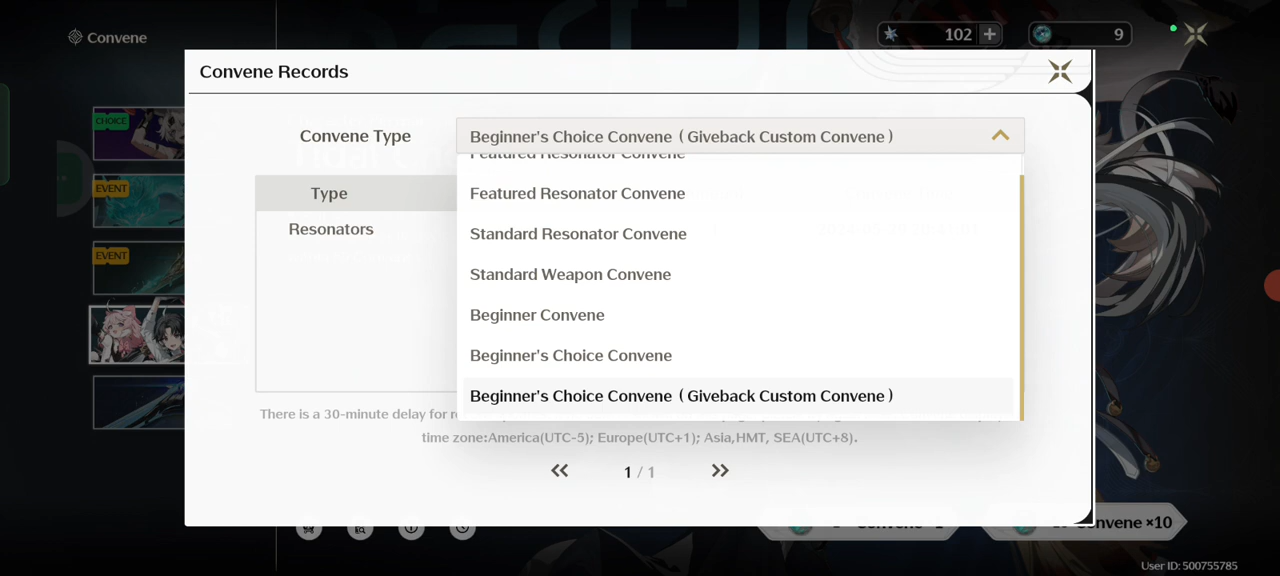 Convene
102
9
Convene Records
Convene Type
Beginner's Choice Convene (Giveback Custom Convene)
Featured Resonator Convene
CHOICE
Type
Featured Resonator Convene
EVENT
Resonators
Standard Resonator Convene
EVENT
Standard Weapon Convene
Beginner Convene
Beginner's Choice Convene
Beginner's Choice Convene (Giveback Custom Convene)
There is a 30-minute delay for
time zone:America(UTC-5); Europe(UTC+1); Asia,HMT, SEA(UTC+8).
1 / 1
Convene ×10
User ID: 500755785